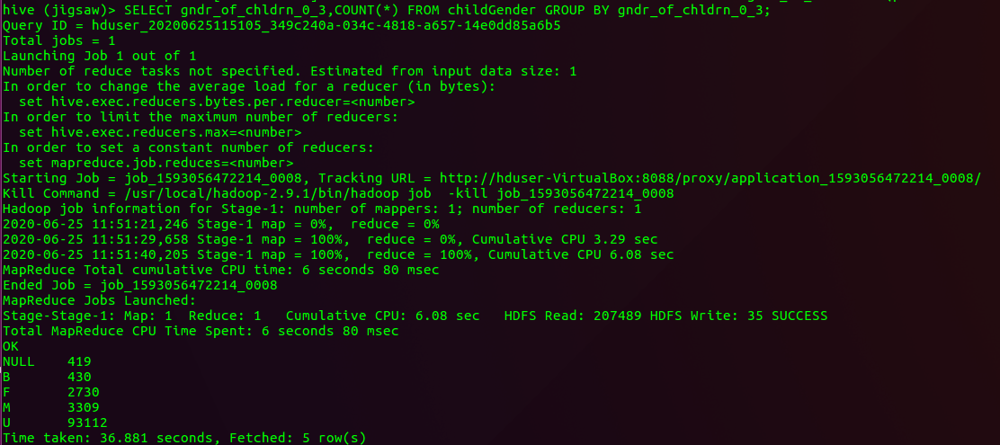 hive (jigsaw)> SELECT gndr_of_chldrn_0_3,COUNT(*) FROM childGender GROUP BY gndr_of_chldrn_0_3;
Query ID = hduser_20200625115105_349c240a-034c-4818-a657-14e0dd85a6b5
Total jobs = 1
Launching Job 1 out of 1
Number of reduce tasks not specified. Estimated from input data size: 1
In order to change the average load for a reducer (in bytes):
  set hive.exec.reducers.bytes.per.reducer=<number>
In order to limit the maximum number of reducers:
  set hive.exec.reducers.max=<number>
In order to set a constant number of reducers:
  set mapreduce.job.reduces=<number>
Starting Job = job_1593056472214_0008, Tracking URL = http://hduser-VirtualBox:8088/proxy/application_1593056472214_0008/
Kill Command = /usr/local/hadoop-2.9.1/bin/hadoop job  -kill job_1593056472214_0008
Hadoop job information for Stage-1: number of mappers: 1; number of reducers: 1
2020-06-25 11:51:21,246 Stage-1 map = 0%,  reduce = 0%
2020-06-25 11:51:29,658 Stage-1 map = 100%,  reduce = 0%, Cumulative CPU 3.29 sec
2020-06-25 11:51:40,205 Stage-1 map = 100%,  reduce = 100%, Cumulative CPU 6.08 sec
MapReduce Total cumulative CPU time: 6 seconds 80 msec
Ended Job = job_1593056472214_0008
MapReduce Jobs Launched:
Stage-Stage-1: Map: 1  Reduce: 1   Cumulative CPU: 6.08 sec   HDFS Read: 207489 HDFS Write: 35 SUCCESS
Total MapReduce CPU Time Spent: 6 seconds 80 msec
OK
NULL    419
B       430
F       2730
M       3309
U       93112
Time taken: 36.881 seconds, Fetched: 5 row(s)